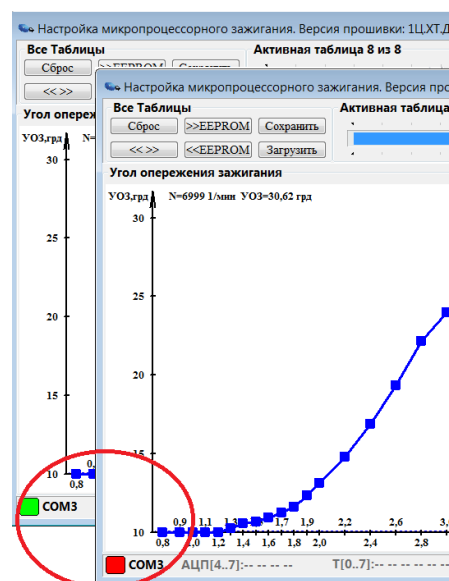 Настройка микропроцессорного зажигания. Версия прошивки: 1Ц.ХТ.Д
Все Таблицы
Активная таблица 8 из 8
Сброс
<< >>
Угол опереж
УОЗ,грд
N=
30
25
20
15
10
0,8
COM3
Настройка микропроцессорного зажигания. Версия про
Все Таблицы
Активная таблица
Сброс >>EEPROM Сохранить
<< >> <<EEPROM Загрузить
Угол опережения зажигания
УОЗ,грд N=6999 1/мин УОЗ=30,62 грд
30
25
20
10
0,9 1,1 1,7 1,9 2,2 2,6
0,8 1,0 1,2 1,4 1,6 1,8 2,0 2,4 2,8
COM3 АЦП[4..7]:-- -- -- -- T[0..7]:-- -- -- -- --